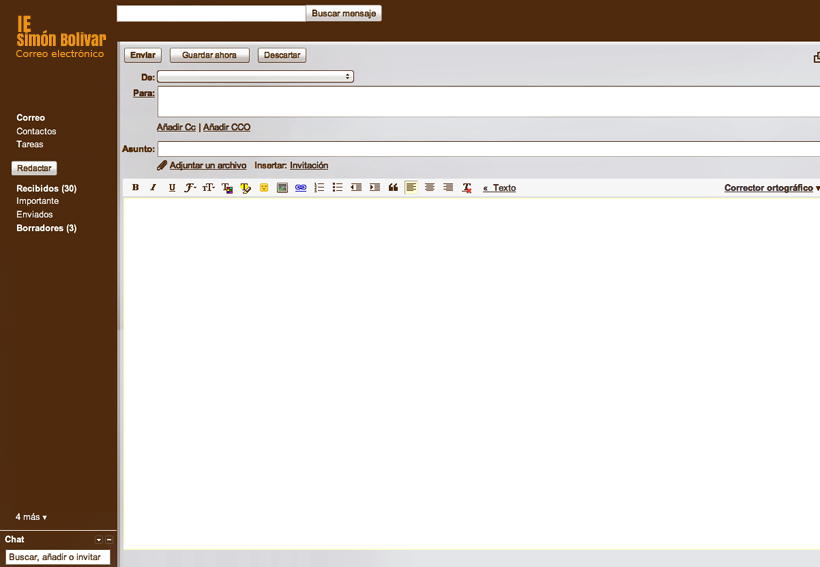 IE
Simón Bolívar
Correo electrónico
Buscar mensaje
Enviar Guardar ahora Descartar
De:
Para:
Añadir Cc | Añadir CCO
Asunto:
Adjuntar un archivo Insertar: Invitación
B I U F T T T « Texto Corrector ortográfico ▾
Correo
Contactos
Tareas
Redactar
Recibidos (30)
Importante
Enviados
Borradores (3)
4 más ▾
Chat
Buscar, añadir o invitar